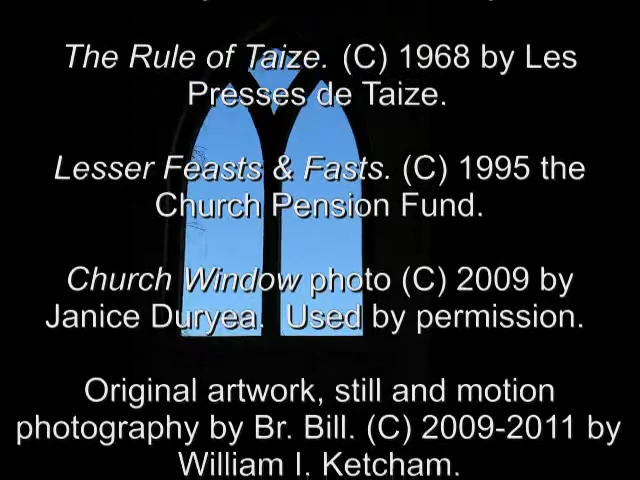 The Rule of Taize. (C) 1968 by Les
Presses de Taize.
Lesser Feasts & Fasts. (C) 1995 the
Church Pension Fund.
Church Window photo (C) 2009 by
Janice Duryea.  Used by permission.
Original artwork, still and motion
photography by Br. Bill. (C) 2009-2011 by
William I. Ketcham.